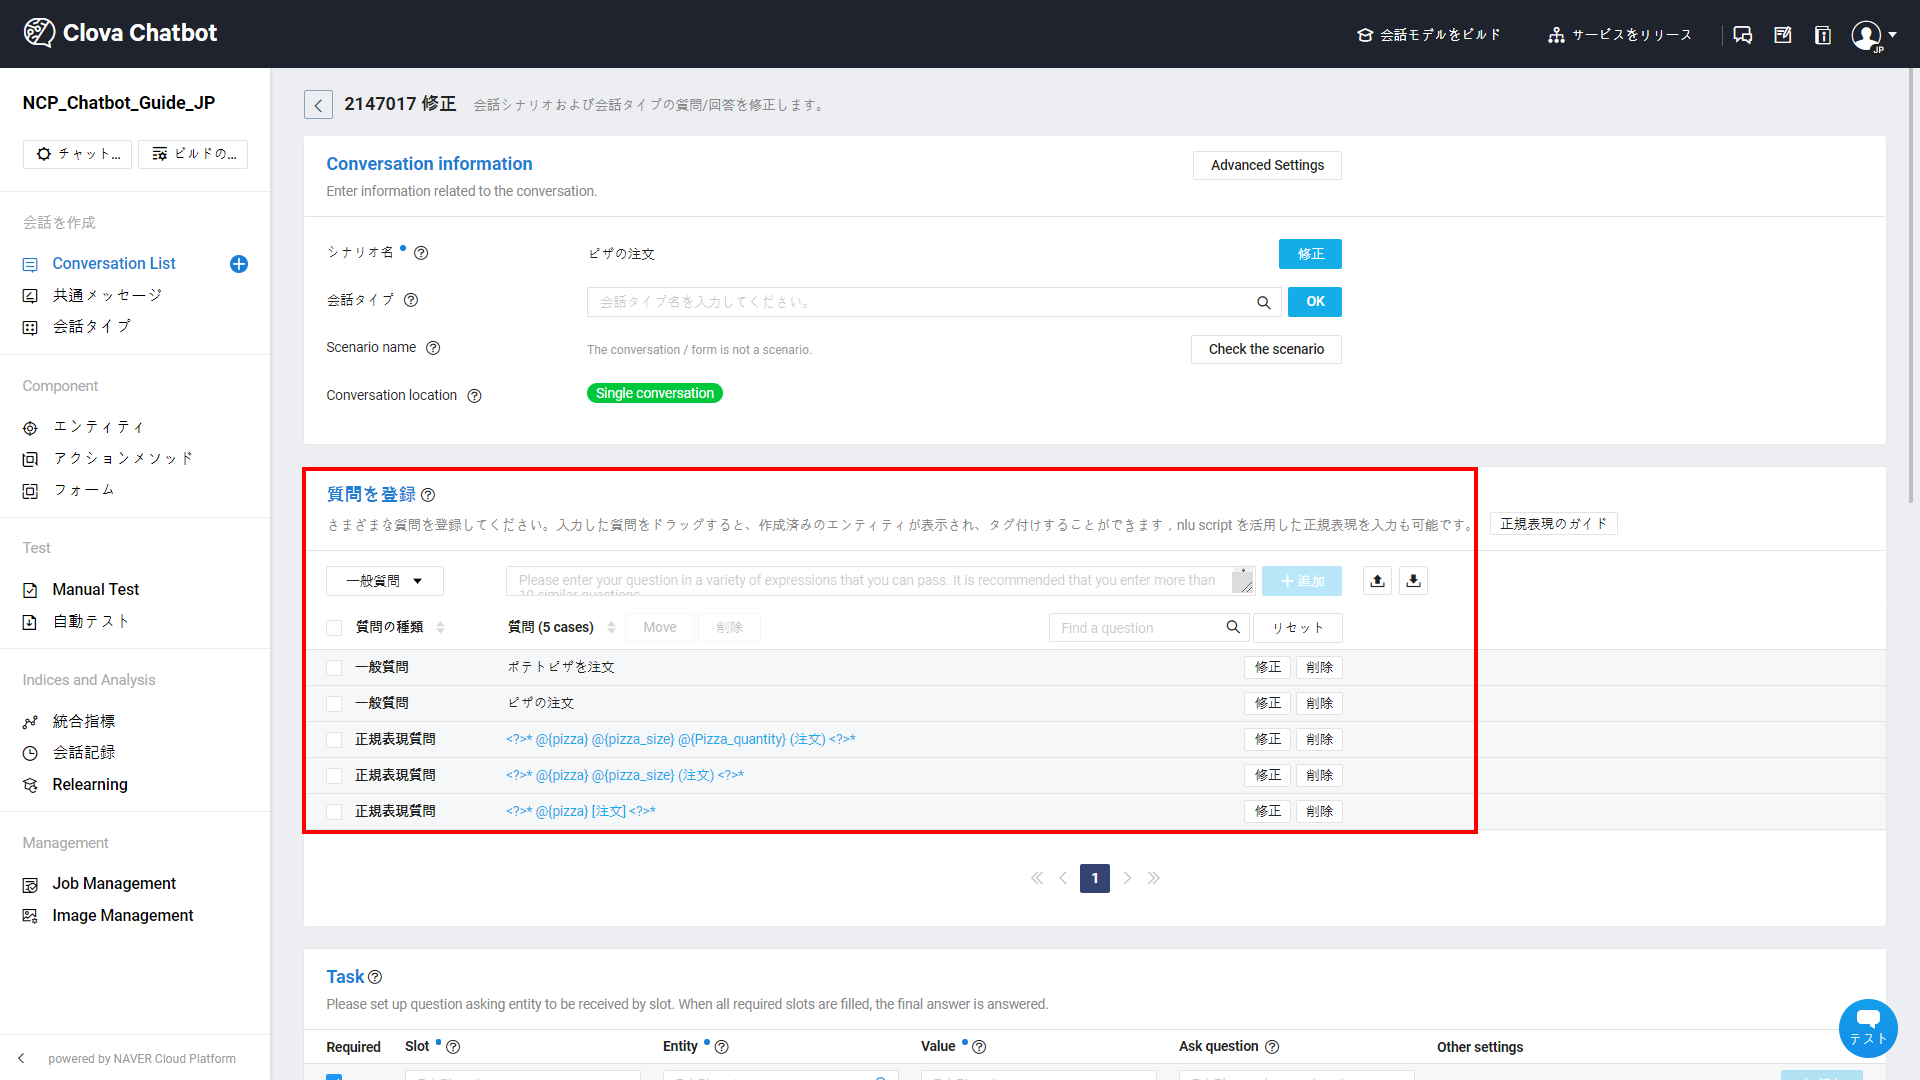 Clova Chatbot
会話モデルをビルド
サービスをリリース
JP
NCP_Chatbot_Guide_JP
チャット...
ビルドの...
会話を作成
Conversation List
共通メッセージ
会話タイプ
Component
エンティティ
アクションメソッド
フォーム
Test
Manual Test
自動テスト
Indices and Analysis
統合指標
会話記録
Relearning
Management
Job Management
Image Management
powered by NAVER Cloud Platform
2147017 修正 会話シナリオおよび会話タイプの質問/回答を修正します。
Conversation information
Advanced Settings
Enter information related to the conversation.
シナリオ名
ピザの注文
修正
会話タイプ
会話タイプ名を入力してください。
OK
Scenario name
The conversation / form is not a scenario.
Check the scenario
Conversation location
Single conversation
質問を登録
さまざまな質問を登録してください。入力した質問をドラッグすると、作成済みのエンティティが表示され、タグ付けすることができます , nlu script を活用した正規表現を入力も可能です。
正規表現のガイド
一般質問
Please enter your question in a variety of expressions that you can pass. It is recommended that you enter more than
10 similar questions
+ 追加
質問の種類 質問 (5 cases) Move 削除 Find a question リセット
一般質問 ポテトピザを注文 修正 削除
一般質問 ピザの注文 修正 削除
正規表現質問 <?>* @{pizza} @{pizza_size} @{Pizza_quantity} (注文) <?>* 修正 削除
正規表現質問 <?>* @{pizza} @{pizza_size} (注文) <?>* 修正 削除
正規表現質問 <?>* @{pizza} [注文] <?>* 修正 削除
1
Task
Please set up question asking entity to be received by slot. When all required slots are filled, the final answer is answered.
Required Slot Entity Value Ask question Other settings
テスト